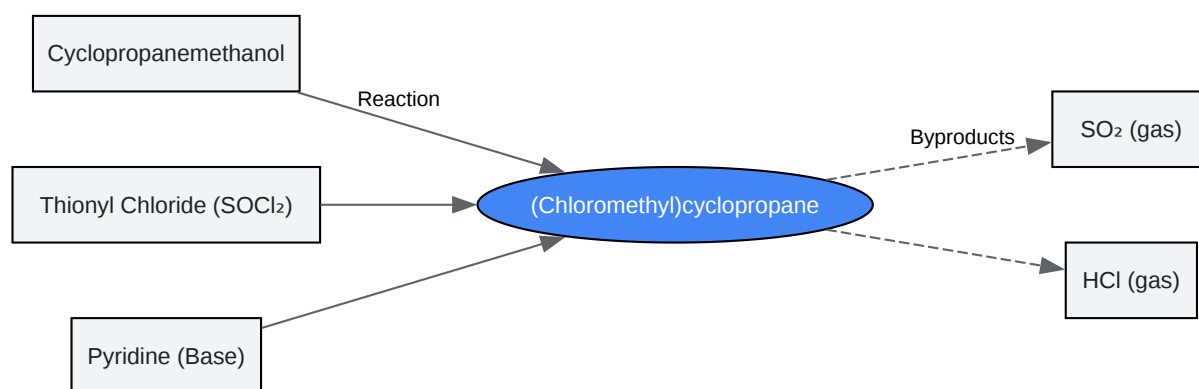 Cyclopropanemethanol
Reaction
Thionyl Chloride (SOCl₂)
Pyridine (Base)
(Chloromethyl)cyclopropane
Byproducts
SO₂ (gas)
HCl (gas)